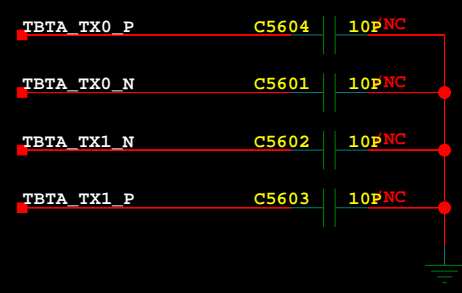 TBTA_TX0_P C5604 10P/NC
TBTA_TX0_N C5601 10P/NC
TBTA_TX1_N C5602 10P/NC
TBTA_TX1_P C5603 10P/NC